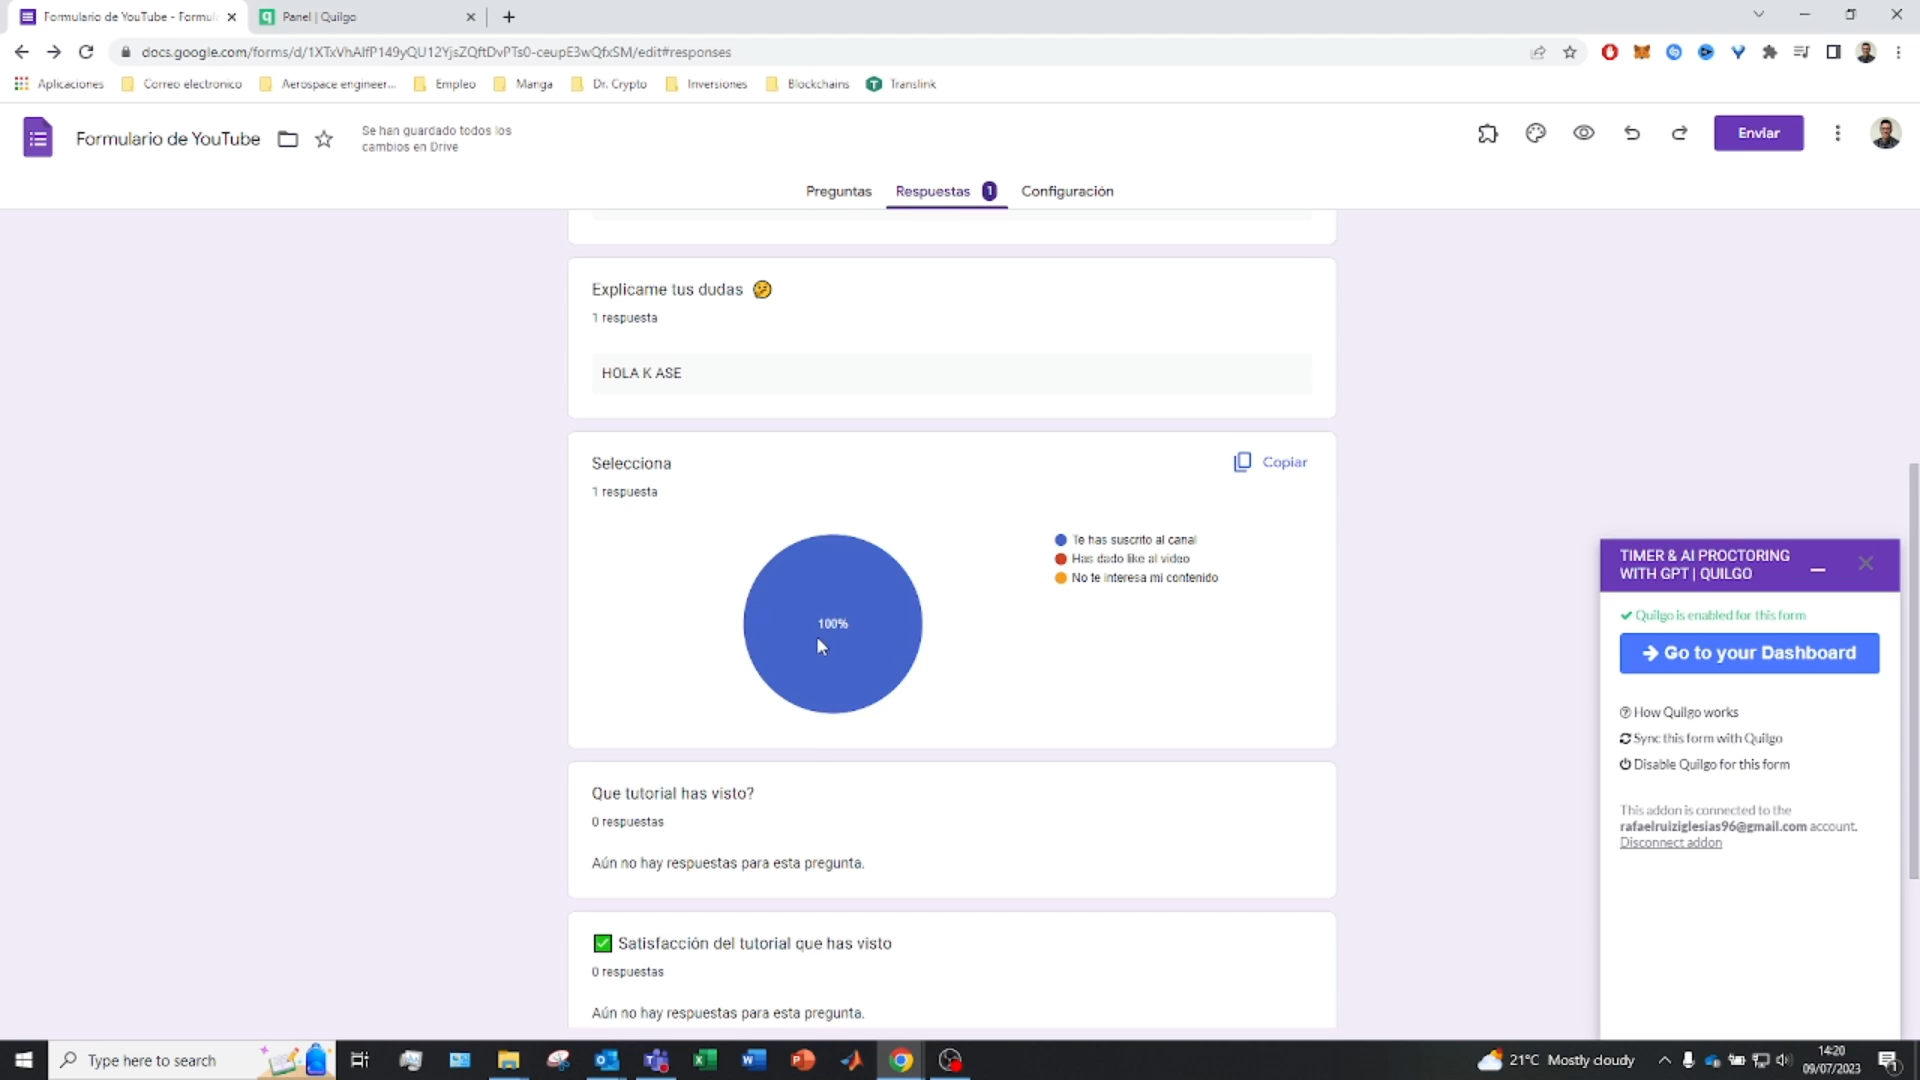 Formulario de YouTube - Formul
Panel | Quilgo
docs.google.com/forms/d/1XTxVhAlfP149yQU12YjsZQftDvPTs0-ceupE3wQfxSM/edit#responses
Aplicaciones
Correo electronico
Aerospace engineer...
Empleo
Manga
Dr. Crypto
Inversiones
Blockchains
Translink
Formulario de YouTube
Se han guardado todos los
cambios en Drive
Enviar
Preguntas
Respuestas 1
Configuración
Explicame tus dudas
1 respuesta
HOLA K ASE
Selecciona
Copiar
1 respuesta
100%
Te has suscrito al canal
Has dado like al video
No te interesa mi contenido
Que tutorial has visto?
0 respuestas
Aún no hay respuestas para esta pregunta.
Satisfacción del tutorial que has visto
0 respuestas
Aún no hay respuestas para esta pregunta.
TIMER & AI PROCTORING
WITH GPT | QUILGO
Quilgo is enabled for this form
Go to your Dashboard
How Quilgo works
Sync this form with Quilgo
Disable Quilgo for this form
This addon is connected to the
rafaelruiziglesias96@gmail.com account.
Disconnect addon
Type here to search
21°C Mostly cloudy
14:20
09/07/2023